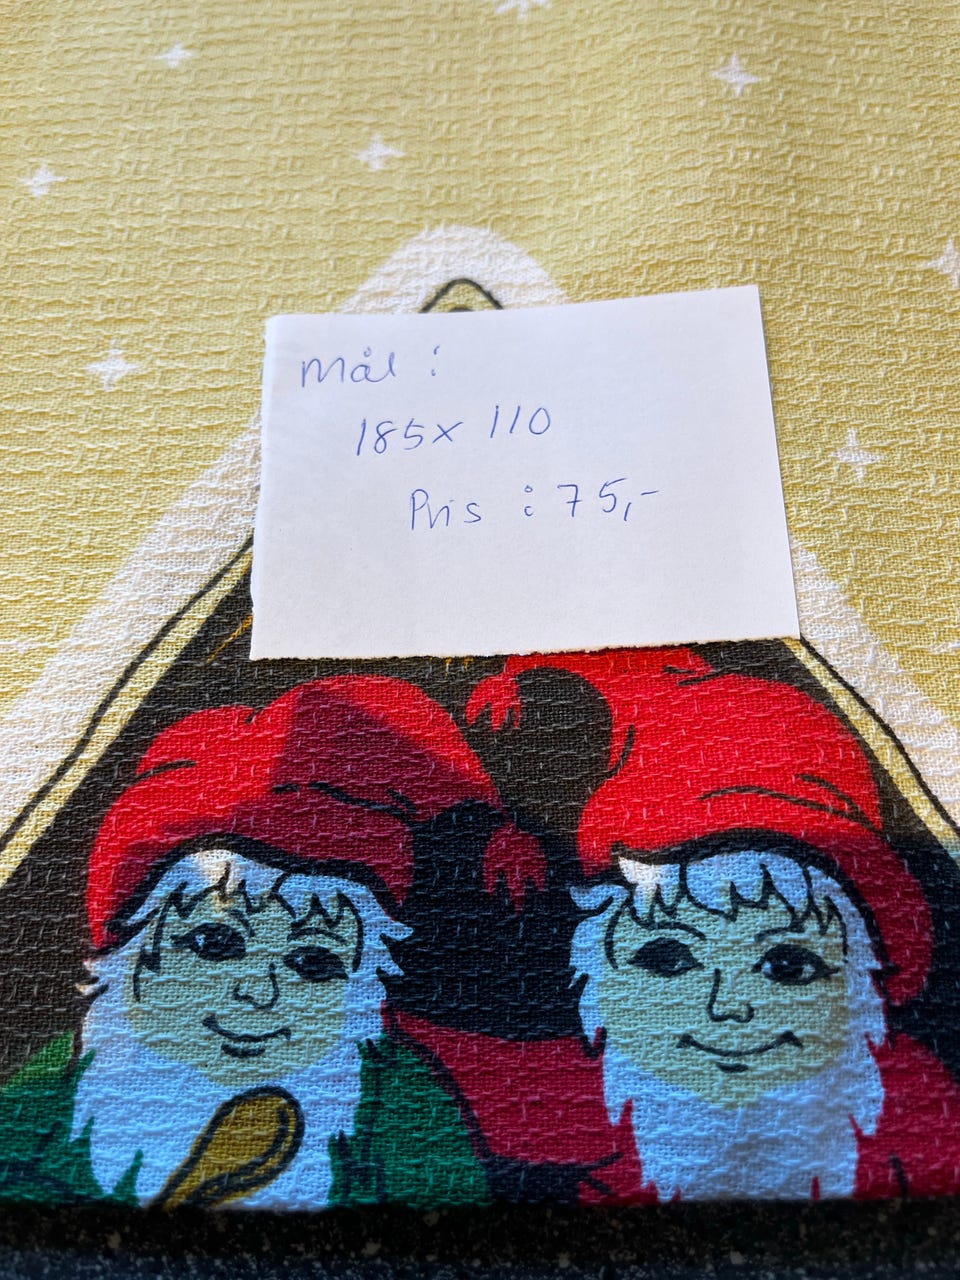 Mål :
185x 110
Pris : 75,-